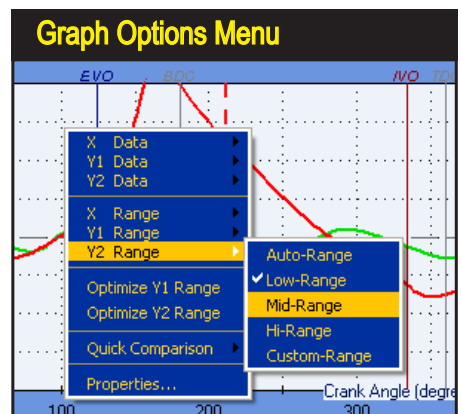 Graph Options Menu
EVO BDC IVO TDC
X Data
Y1 Data
Y2 Data
X Range
Y1 Range
Y2 Range
Auto-Range
Low-Range
Mid-Range
Hi-Range
Custom-Range
Optimize Y1 Range
Optimize Y2 Range
Quick Comparison
Properties...
Crank Angle (degre
100 200 300